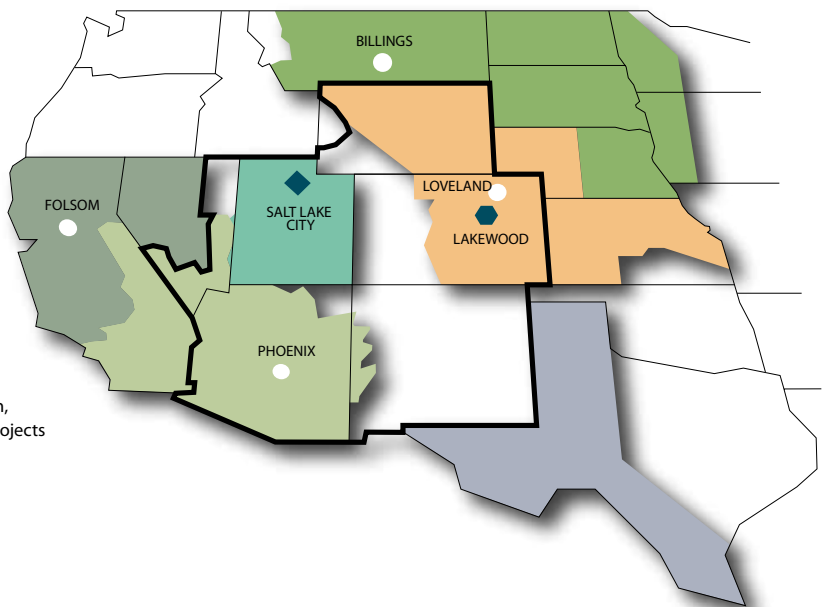 BILLINGS
LOVELAND
FOLSOM
SALT LAKE
CITY
LAKEWOOD
PHOENIX
ojects